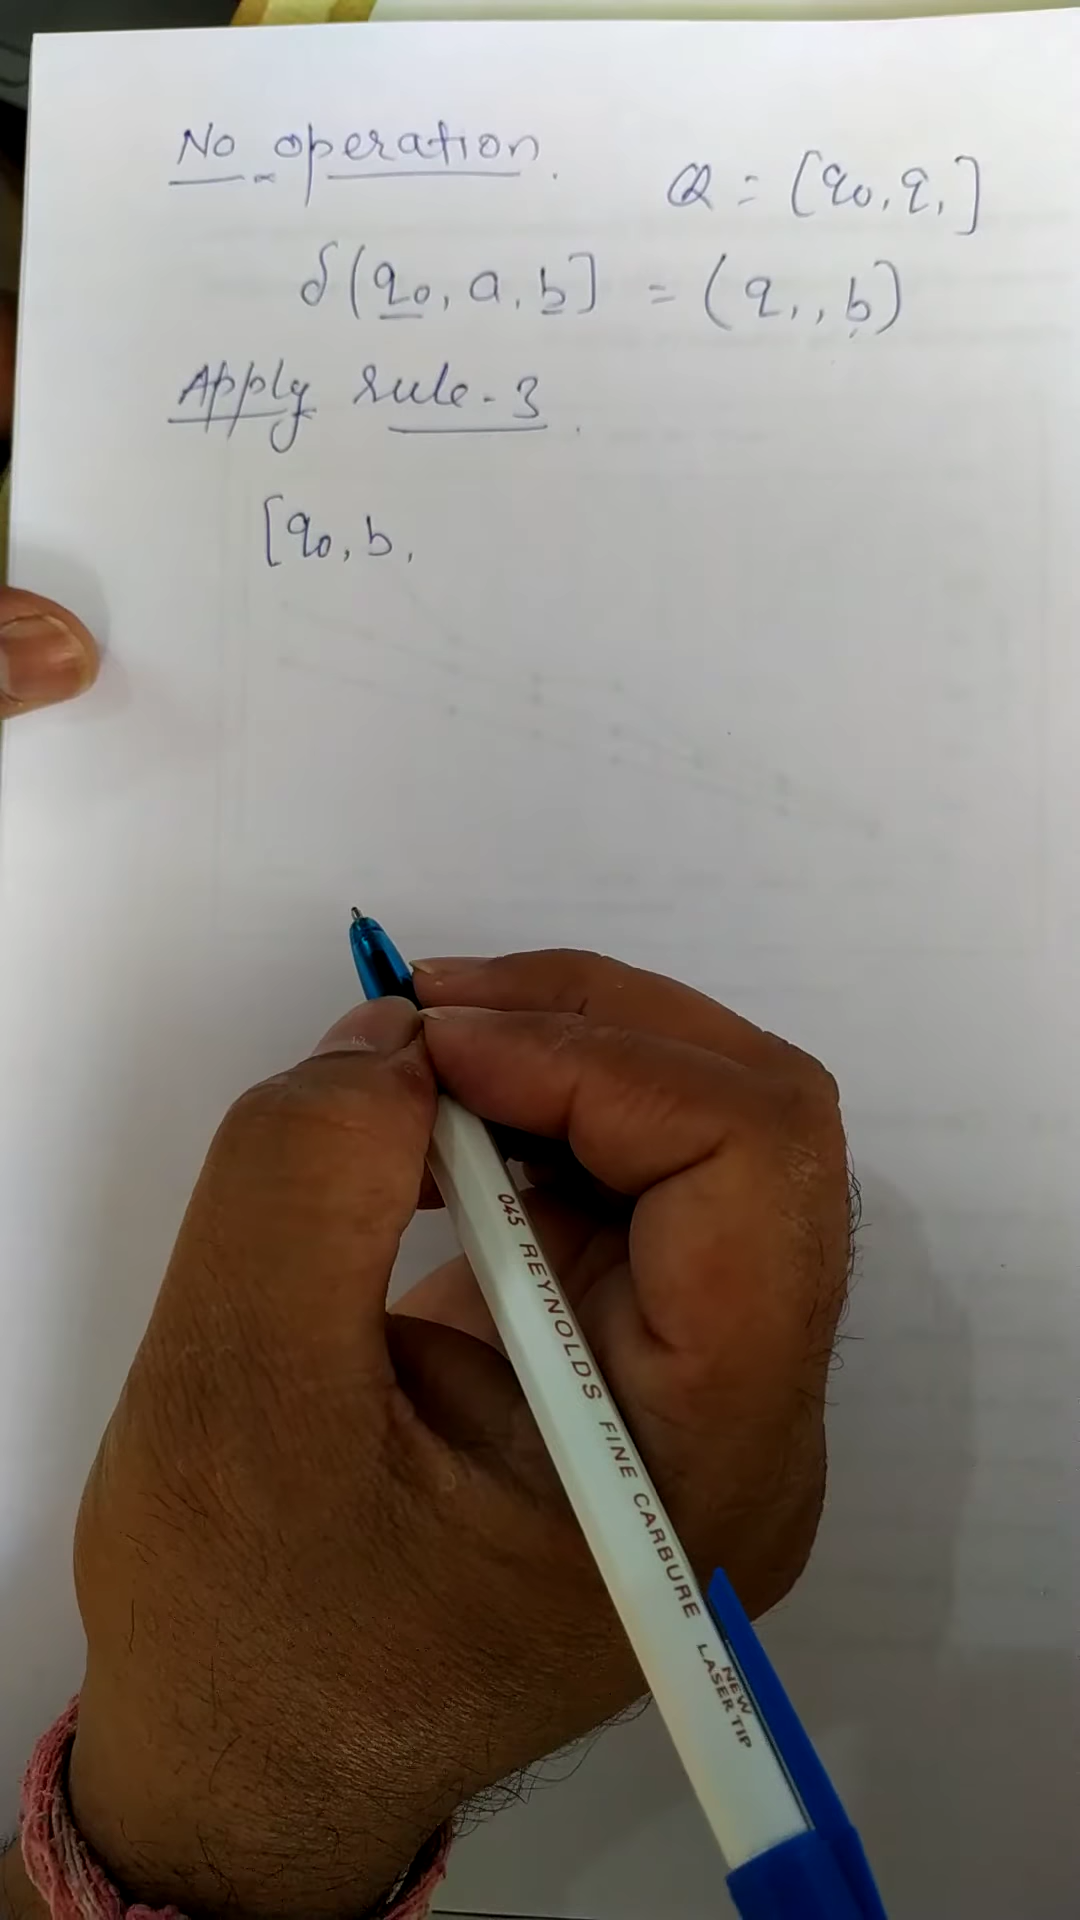 No operation.
Q = [q0, q1]
δ(q0, a, b] = (q1, b)
Apply rule-3.
[q0, b,
045 REYNOLDS FINE CARBURE
NEW
LASER TIP